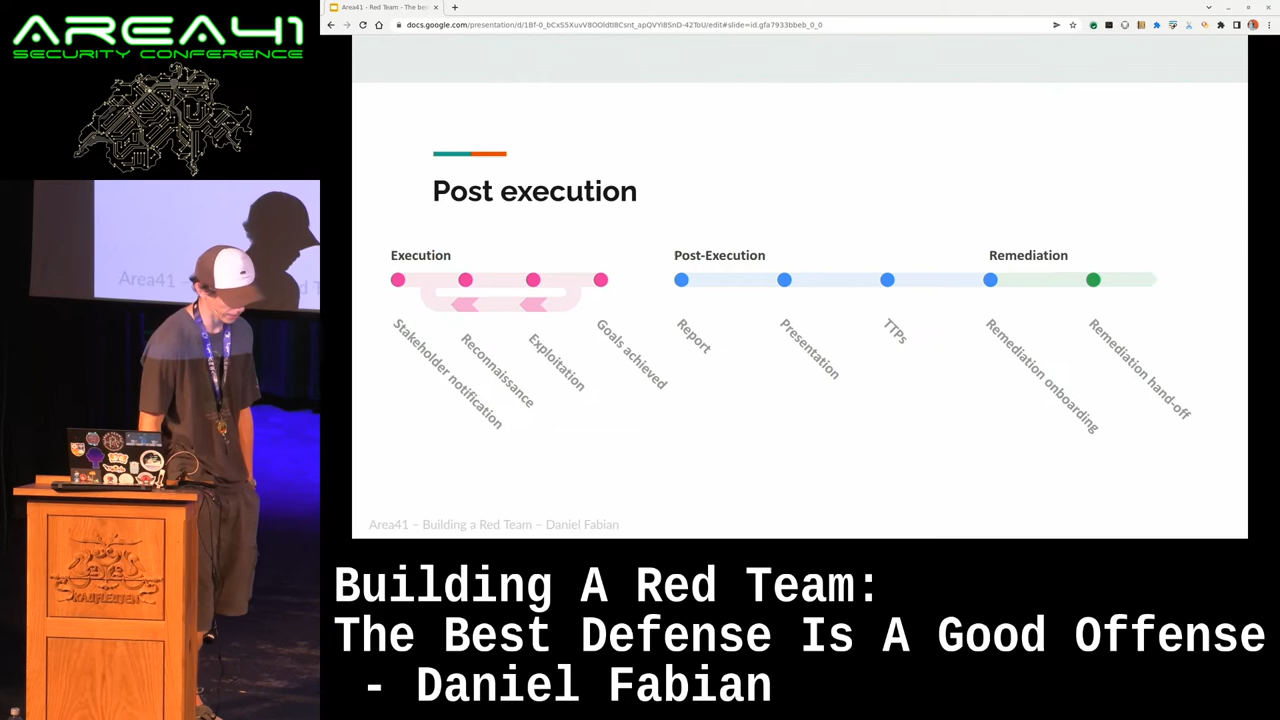 AREA41
SECURITY CONFERENCE
Area41 - Red Team - The be
docs.google.com/presentation/d/1Bf-0_bCxS5XuvV8OOIdtI8Csnt_apQVYi8SnD-42ToU/edit#slide=id.gfa7933bbeb_0_0
Post execution
Execution
Post-Execution
Remediation
Stakeholder notification
Reconnaissance
Exploitation
Goals achieved
Report
Presentation
TTPs
Remediation onboarding
Remediation hand-off
Area41 – Building a Red Team – Daniel Fabian
Area41
KAUFLEUTEN
Building A Red Team:
The Best Defense Is A Good Offense
- Daniel Fabian